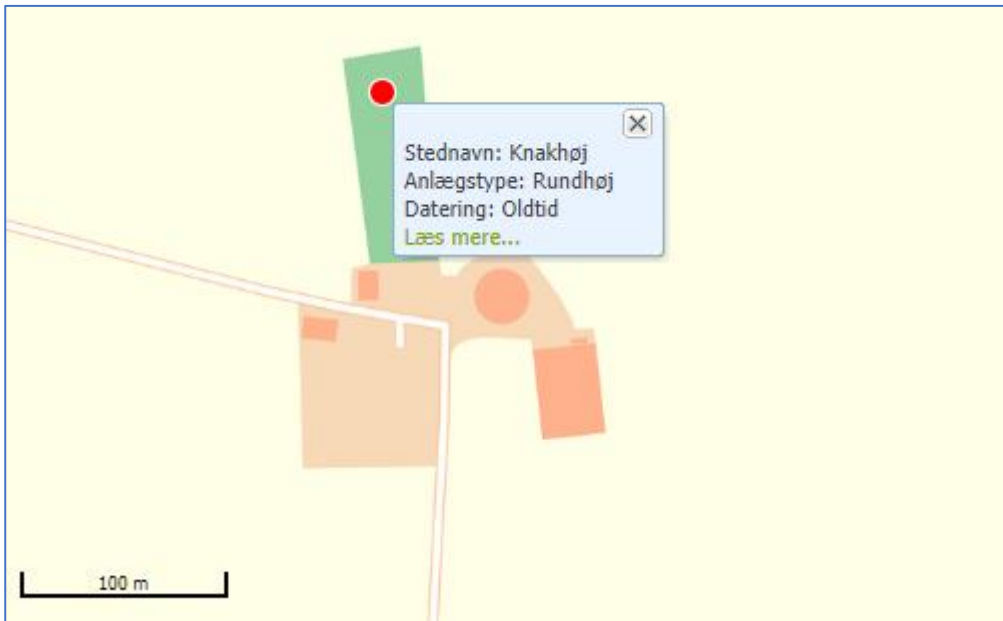 Stednavn: Knakhøj
Anlægstype: Rundhøj
Datering: Oldtid
Læs mere...
100 m